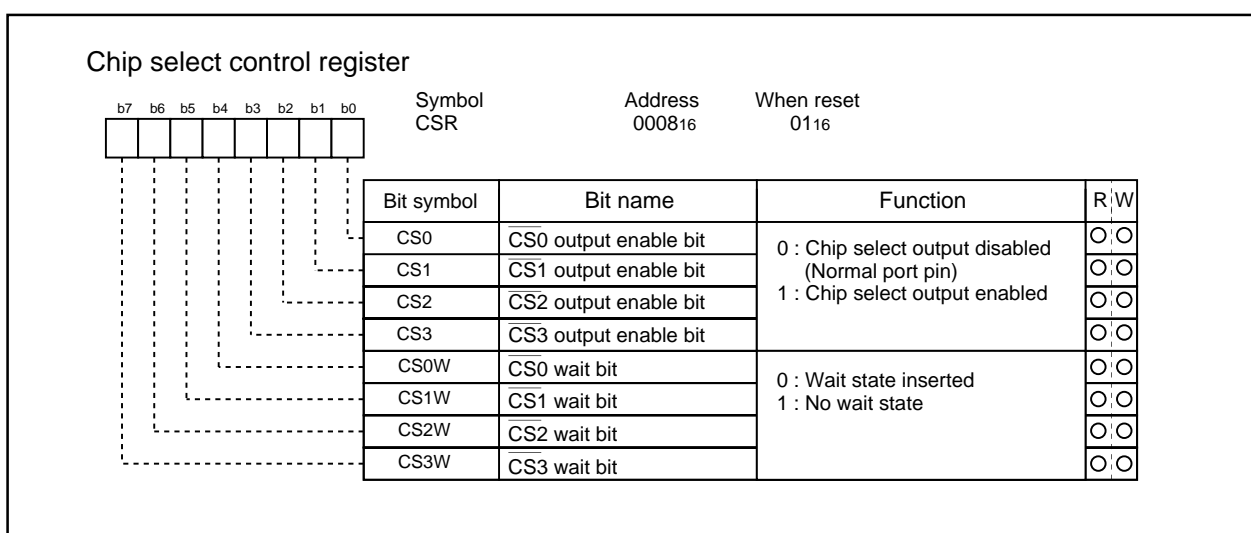 Chip select control register
b7 b6 b5 b4 b3 b2 b1 b0
Symbol Address When reset
CSR 000816 0116
Bit symbol Bit name Function R W
CS0 CS0 output enable bit
CS1 CS1 output enable bit
CS2 CS2 output enable bit
CS3 CS3 output enable bit
0 : Chip select output disabled
(Normal port pin)
1 : Chip select output enabled
CS0W CS0 wait bit
CS1W CS1 wait bit
CS2W CS2 wait bit
CS3W CS3 wait bit
0 : Wait state inserted
1 : No wait state